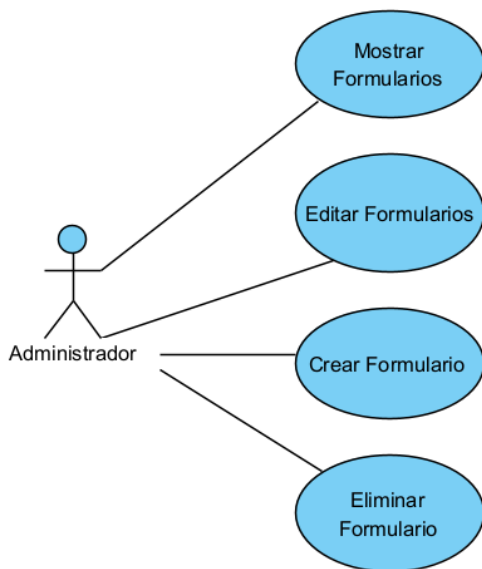 Mostrar
Formularios
Editar Formularios
Administrador
Crear Formulario
Eliminar
Formulario